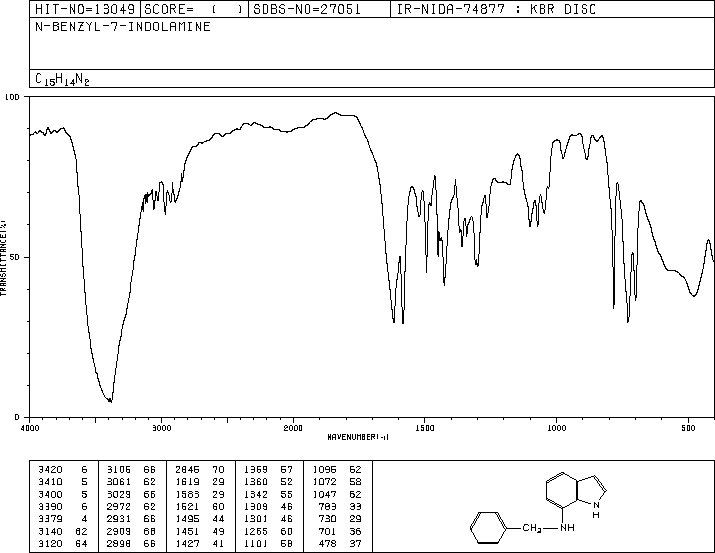 HIT-NO=13049 SCORE= ( ) SDBS-NO=27051 IR-NIDA-74877 : KBR DISC
N-BENZYL-7-INDOLAMINE
C15H14N2
100
50
0
TRANSMITTANCE(%)
4000 3000 2000 1500 1000 500
WAVENUMBER(-1)
3420 6 3106 66 2846 70 1369 57 1096 62
3410 5 3061 62 1619 29 1360 52 1072 58
3400 5 3029 66 1583 29 1342 55 1047 62
3390 6 2972 62 1521 60 1309 46 783 33
3379 4 2931 66 1495 44 1301 46 730 29
3140 62 2909 68 1451 49 1265 60 701 36
3120 64 2898 66 1427 41 1101 58 478 37
N
H
CH2 NH